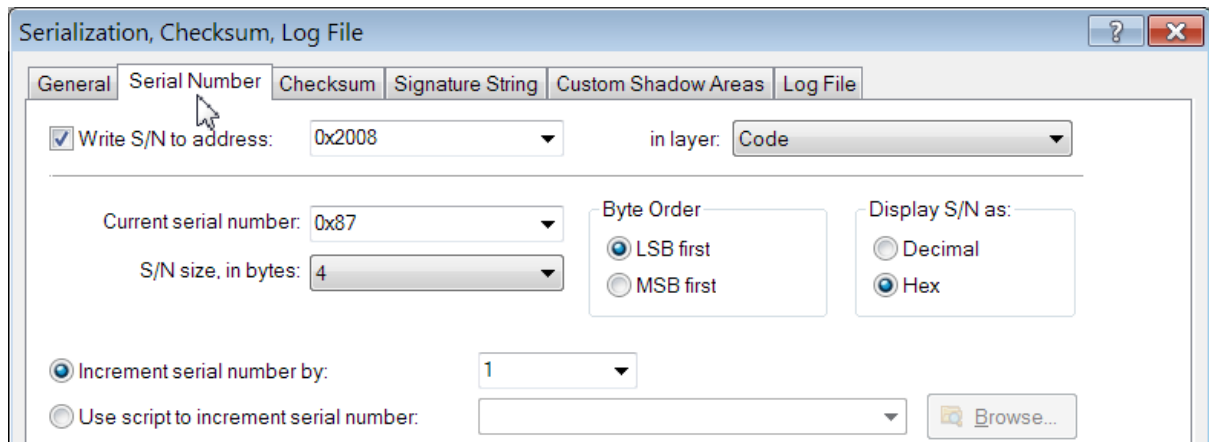 Serialization, Checksum, Log File
General Serial Number Checksum Signature String Custom Shadow Areas Log File
Write S/N to address: 0x2008 in layer: Code
Byte Order Display S/N as:
Current serial number: 0x87
LSB first Decimal
S/N size, in bytes: 4
MSB first Hex
Increment serial number by: 1
Use script to increment serial number: Browse...